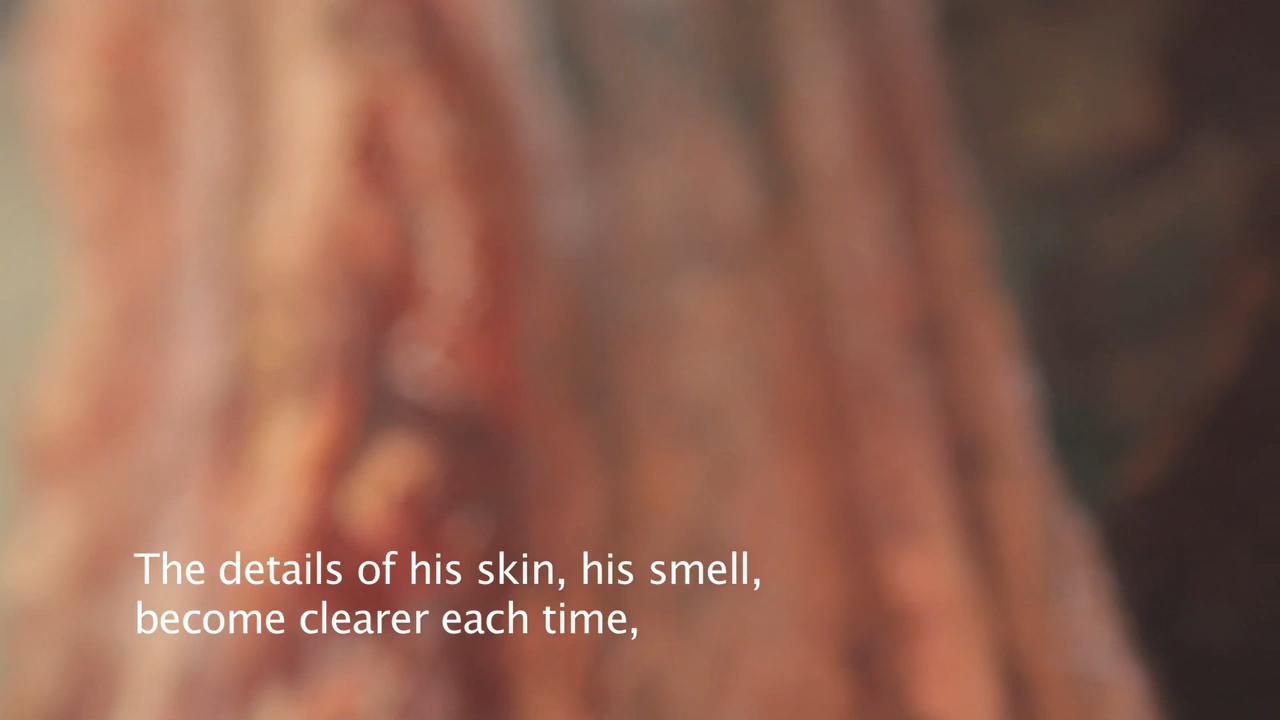 The details of his skin, his smell,
become clearer each time,